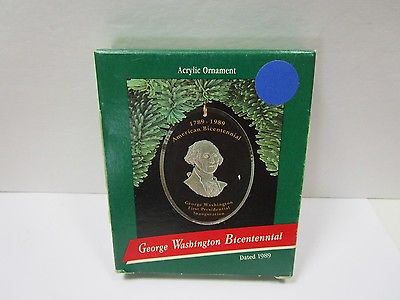 Acrylic Ornament
1789-1989
American Bicentennial
George Washington
First Presidential
Inauguration
George Washington Bicentennial
Dated 1989